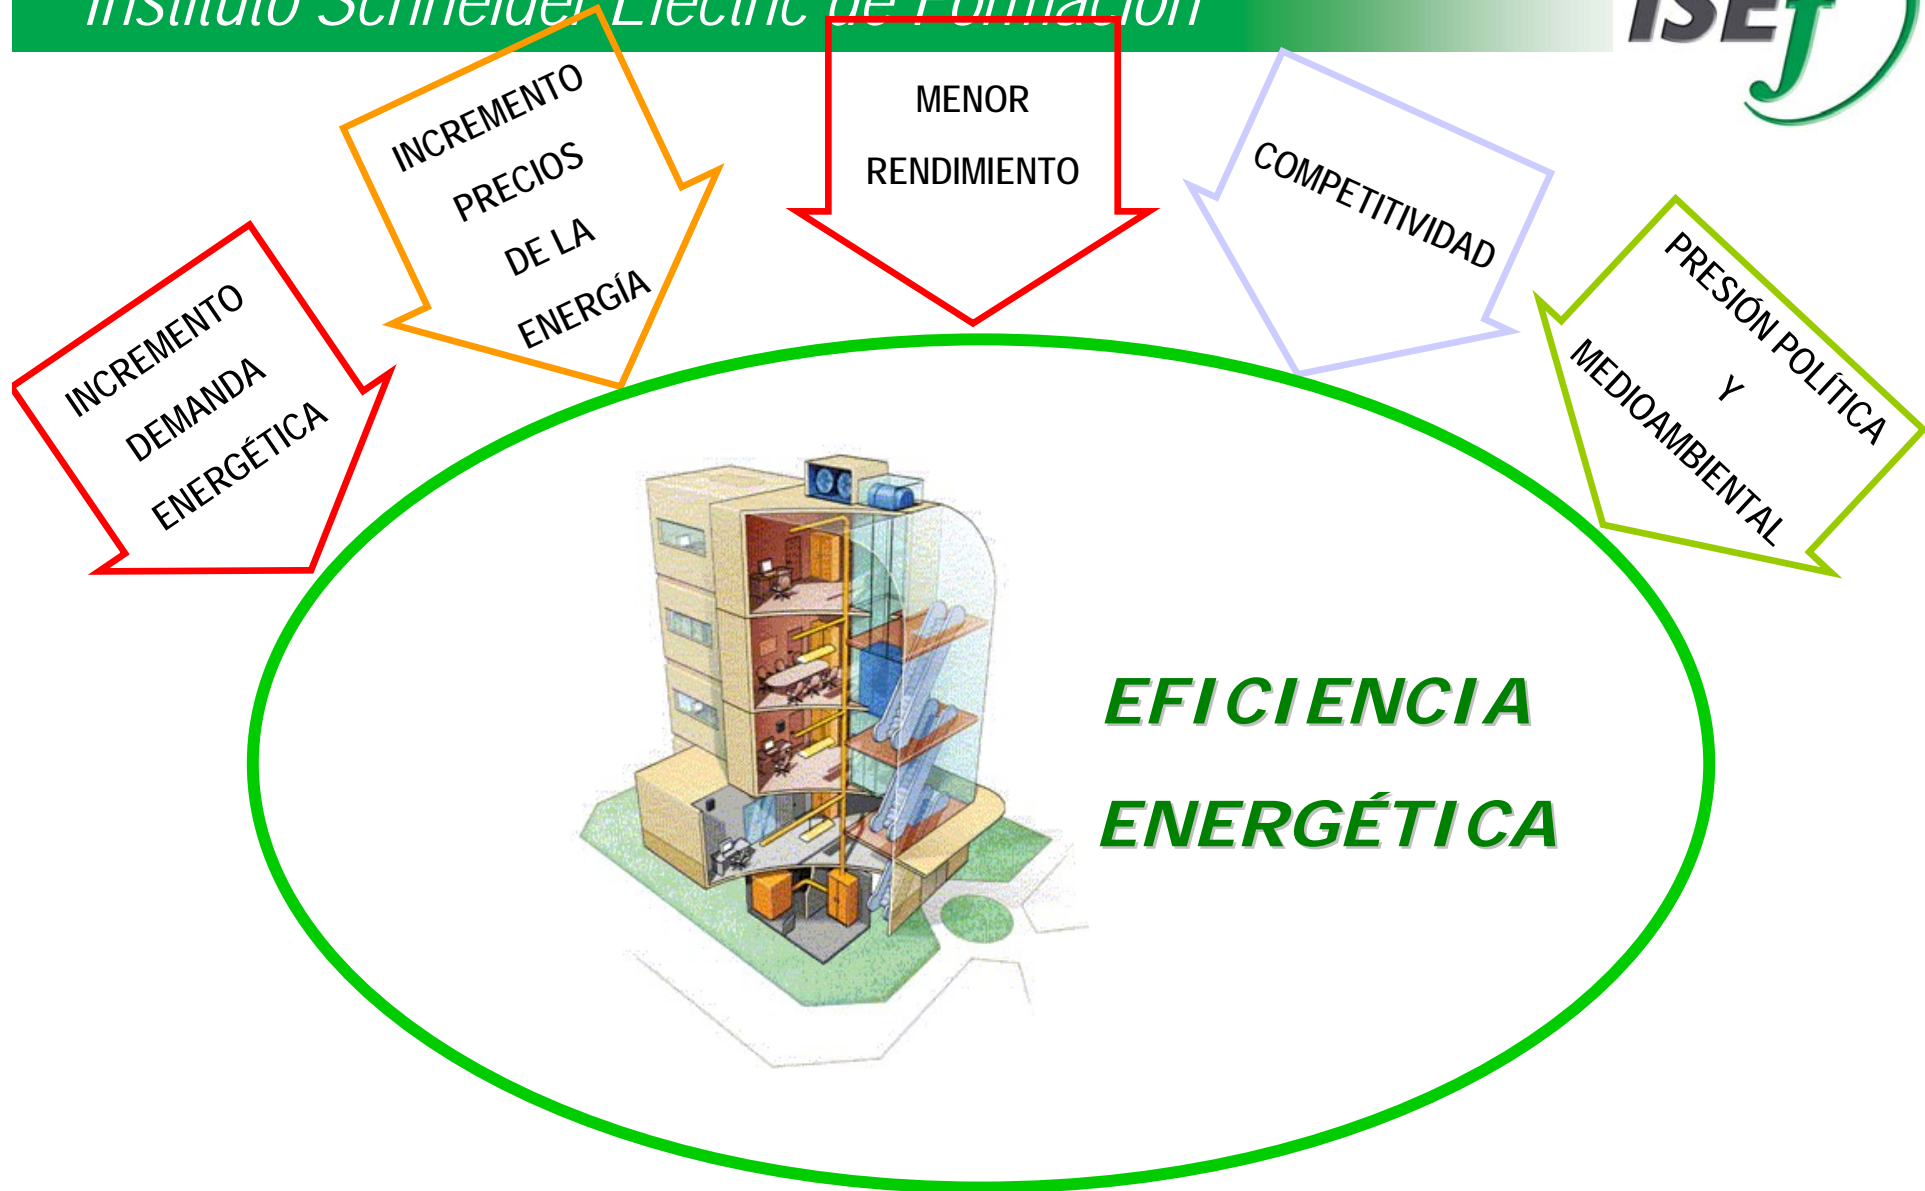 Instituto Schneider Electric de Formación
ISEf
INCREMENTO
DEMANDA
ENERGÉTICA
INCREMENTO
PRECIOS
DE LA
ENERGÍA
MENOR
RENDIMIENTO
COMPETITIVIDAD
PRESIÓN POLÍTICA
Y
MEDIOAMBIENTAL
EFICIENCIA
ENERGÉTICA